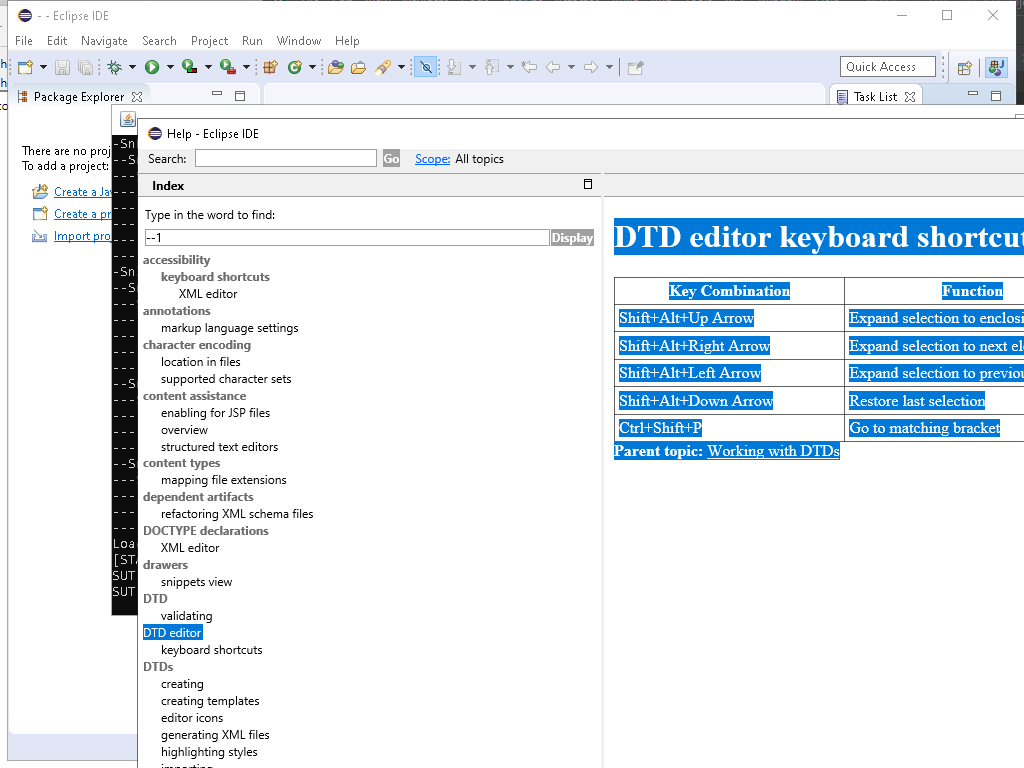 - - Eclipse IDE
File Edit Navigate Search Project Run Window Help
Quick Access
Package Explorer
Task List
There are no proj
To add a project:
Create a Ja
Create a pr
Import pro
Help - Eclipse IDE
Search:
Go
Scope: All topics
Index
Type in the word to find:
--1
Display
accessibility
keyboard shortcuts
XML editor
annotations
markup language settings
character encoding
location in files
supported character sets
content assistance
enabling for JSP files
overview
structured text editors
content types
mapping file extensions
dependent artifacts
refactoring XML schema files
DOCTYPE declarations
XML editor
drawers
snippets view
DTD
validating
DTD editor
keyboard shortcuts
DTDs
creating
creating templates
editor icons
generating XML files
highlighting styles
importing
DTD editor keyboard shortcut
Key Combination Function
Shift+Alt+Up Arrow Expand selection to enclosi
Shift+Alt+Right Arrow Expand selection to next ele
Shift+Alt+Left Arrow Expand selection to previou
Shift+Alt+Down Arrow Restore last selection
Ctrl+Shift+P Go to matching bracket
Parent topic: Working with DTDs
Loa
[STA
SUT
SUT